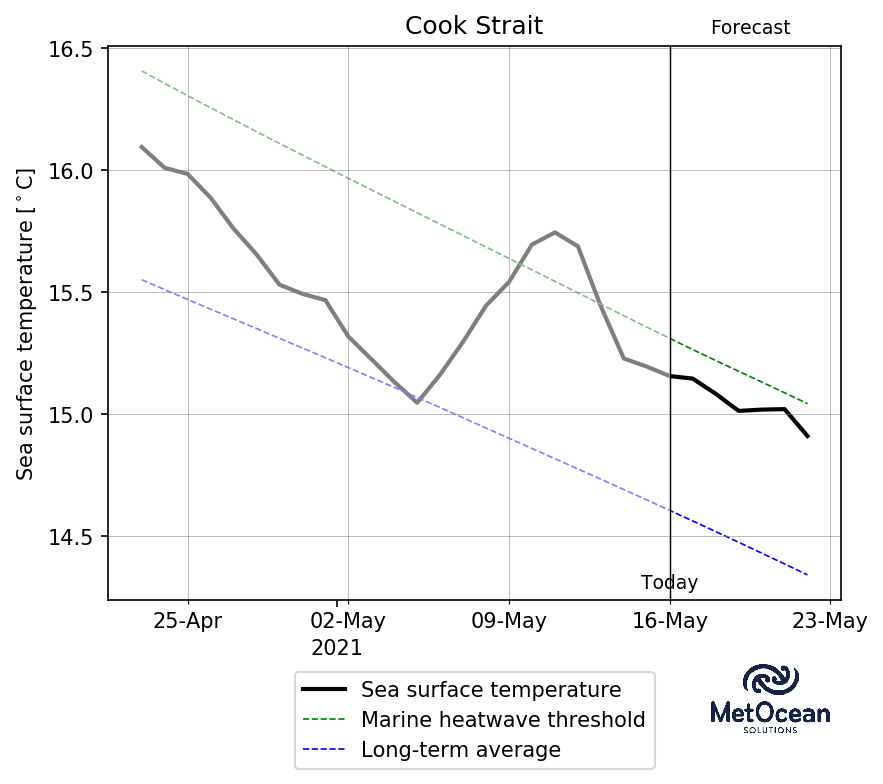 Cook Strait
Forecast
Sea surface temperature [°C]
16.5
16.0
15.5
15.0
14.5
Today
25-Apr
02-May
09-May
16-May
23-May
2021
Sea surface temperature
Marine heatwave threshold
Long-term average
MetOcean
SOLUTIONS